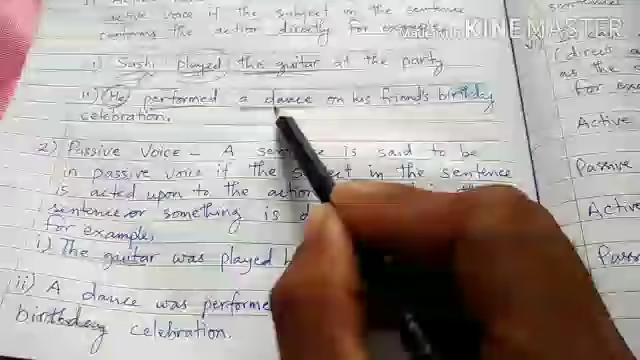 Made with KINEMASTER
active voice if the subject in the sentence
performs the action directly for example
i) Sashi played the guitar at the party
ii) He performed a dance on his friend's birthday
celebration.
2) Passive Voice - A sentence is said to be
in passive voice if the subject in the sentence
is acted upon to the action
sentence or something is
for example,
i) The guitar was played
ii) A dance was performed
birthday celebration.
(direct
as the
Active
Passive
Active
Passi